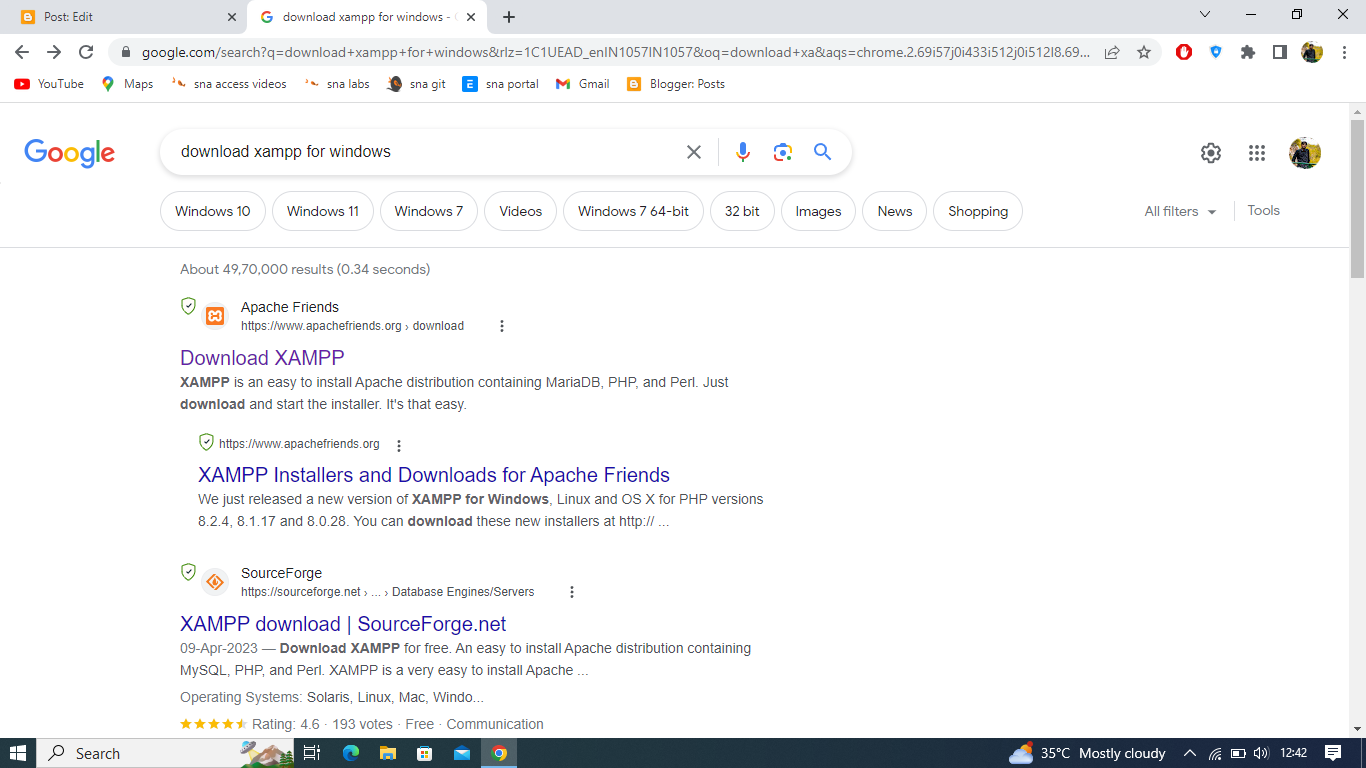 Post: Edit
download xampp for windows -
google.com/search?q=download+xampp+for+windows&rlz=1C1UEAD_enIN1057IN1057&oq=download+xa&aqs=chrome.2.69i57j0i433i512j0i512l8.69...
YouTube Maps sna access videos sna labs sna git E sna portal Gmail Blogger: Posts
Google
download xampp for windows
Windows 10 Windows 11 Windows 7 Videos Windows 7 64-bit 32 bit Images News Shopping All filters Tools
About 49,70,000 results (0.34 seconds)
Apache Friends
https://www.apachefriends.org › download
Download XAMPP
XAMPP is an easy to install Apache distribution containing MariaDB, PHP, and Perl. Just
download and start the installer. It's that easy.
https://www.apachefriends.org
XAMPP Installers and Downloads for Apache Friends
We just released a new version of XAMPP for Windows, Linux and OS X for PHP versions
8.2.4, 8.1.17 and 8.0.28. You can download these new installers at http:// ...
SourceForge
https://sourceforge.net › ... › Database Engines/Servers
XAMPP download | SourceForge.net
09-Apr-2023 — Download XAMPP for free. An easy to install Apache distribution containing
MySQL, PHP, and Perl. XAMPP is a very easy to install Apache ...
Operating Systems: Solaris, Linux, Mac, Windo...
Rating: 4.6 · 193 votes · Free · Communication
Search
35°C Mostly cloudy
12:42